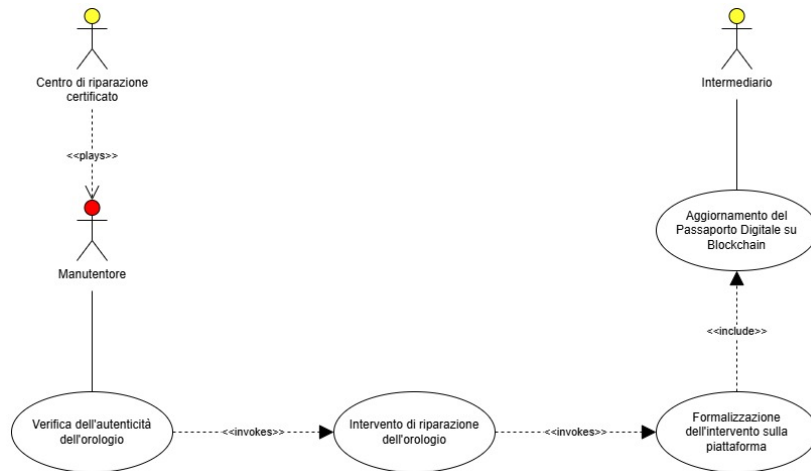 Centro di riparazione
certificato
Intermediario
<<plays>>
Manutentore
Aggiornamento del
Passaporto Digitale su
Blockchain
<<include>>
Verifica dell'autenticità
dell'orologio
<<invokes>>
Intervento di riparazione
dell'orologio
<<invokes>>
Formalizzazione
dell'intervento sulla
piattaforma